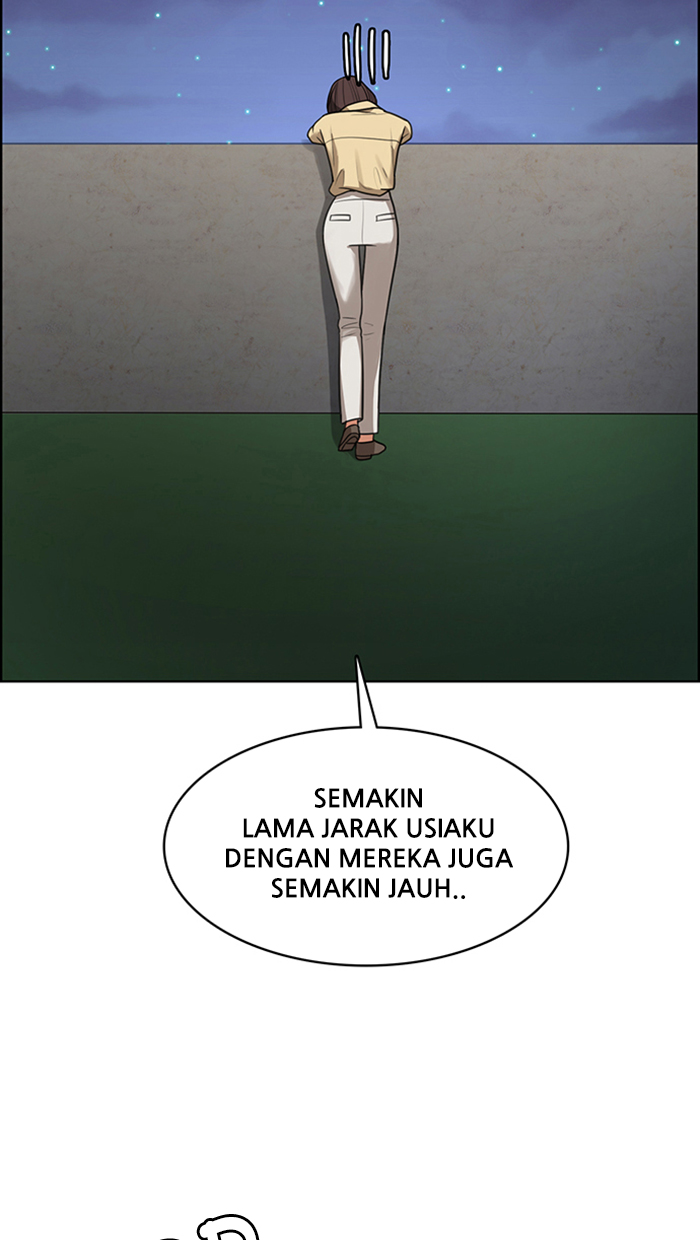 SEMAKIN
LAMA JARAK USIAKU
DENGAN MEREKA JUGA
SEMAKIN JAUH..